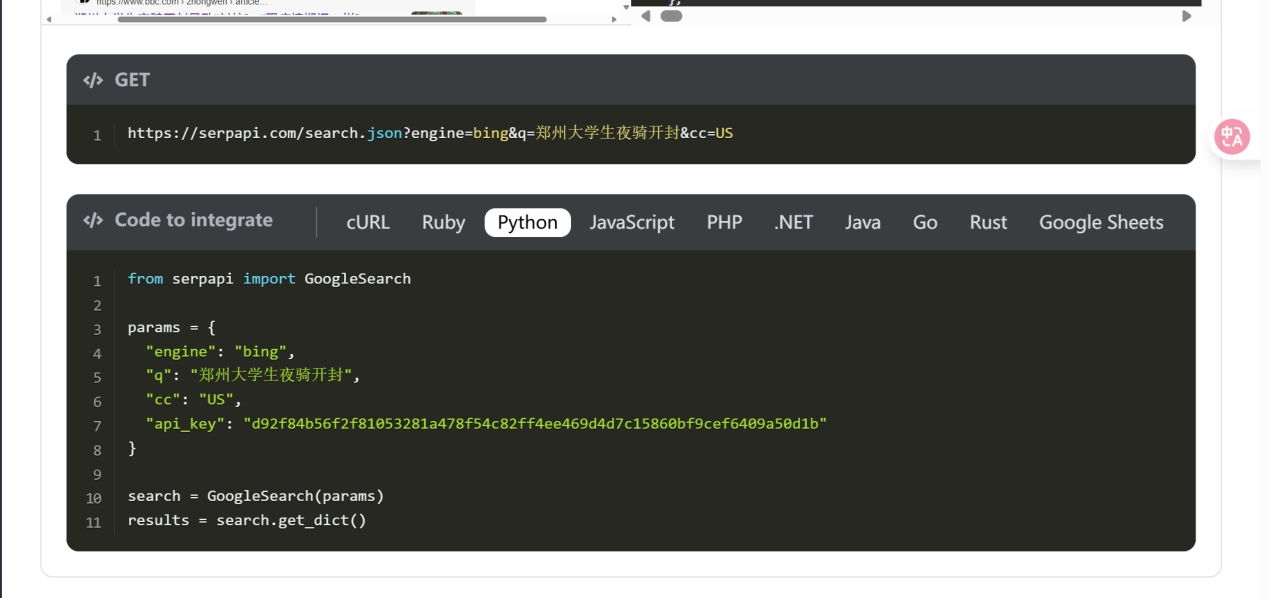 https://www.bbc.com › zhongwen › article...
};
GET
1 https://serpapi.com/search.json?engine=bing&q=郑州大学生夜骑开封&cc=US
Code to integrate cURL Ruby Python JavaScript PHP .NET Java Go Rust Google Sheets
1 from serpapi import GoogleSearch
2
3 params = {
4 "engine": "bing",
5 "q": "郑州大学生夜骑开封",
6 "cc": "US",
7 "api_key": "d92f84b56f2f81053281a478f54c82ff4ee469d4d7c15860bf9cef6409a50d1b"
8 }
9
10 search = GoogleSearch(params)
11 results = search.get_dict()